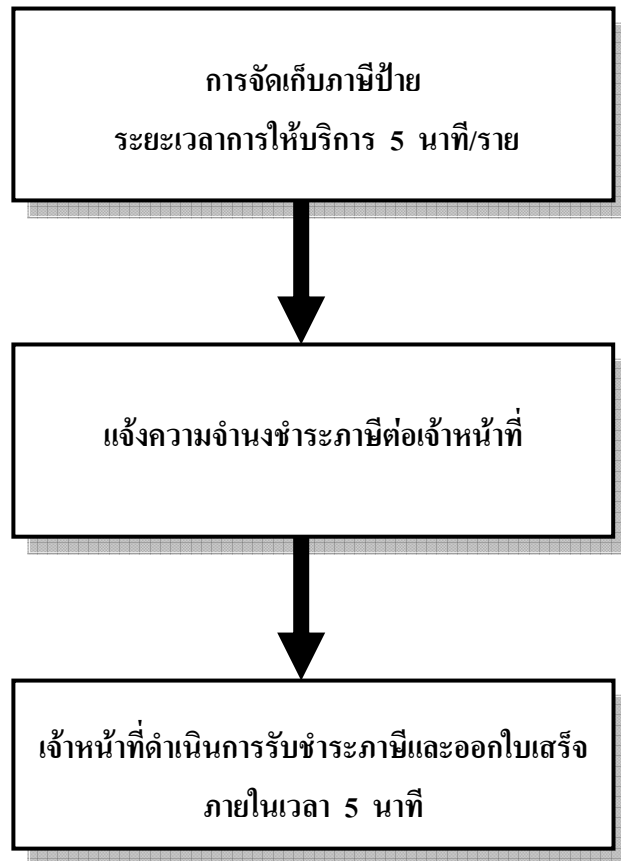 การจัดเก็บภาษีป้าย
ระยะเวลาการให้บริการ 5 นาที/ราย
แจ้งความจำนงชำระภาษีต่อเจ้าหน้าที่
เจ้าหน้าที่ดำเนินการรับชำระภาษีและออกใบเสร็จ
ภายในเวลา 5 นาที